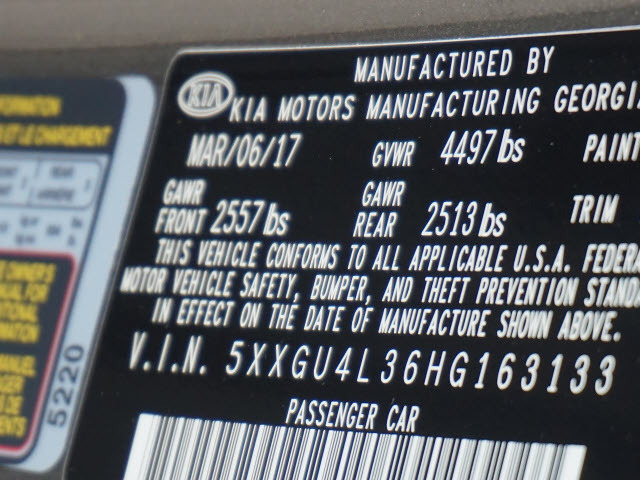 MANUFACTURED BY
KIA KIA MOTORS MANUFACTURING GEORGIA
MAR/06/17 GVWR 4497 lbs PAINT
GAWR FRONT 2557 lbs GAWR REAR 2513 lbs TRIM
THIS VEHICLE CONFORMS TO ALL APPLICABLE U.S.A. FEDERA
MOTOR VEHICLE SAFETY, BUMPER, AND THEFT PREVENTION STAND
IN EFFECT ON THE DATE OF MANUFACTURE SHOWN ABOVE.
V.I.N. 5XXGU4L36HG163133
PASSENGER CAR
5220